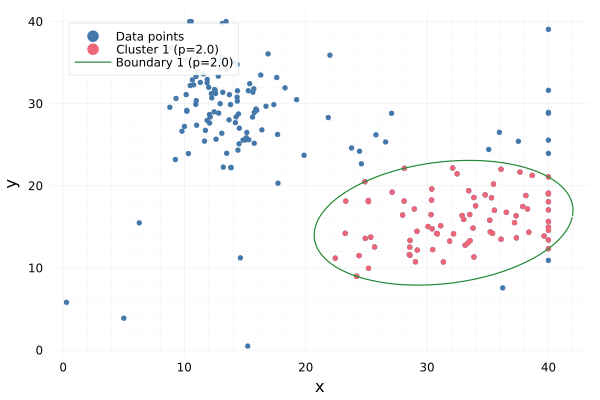 40
30
20
10
0
y
Data points
Cluster 1 (p=2.0)
Boundary 1 (p=2.0)
0 10 20 30 40
x